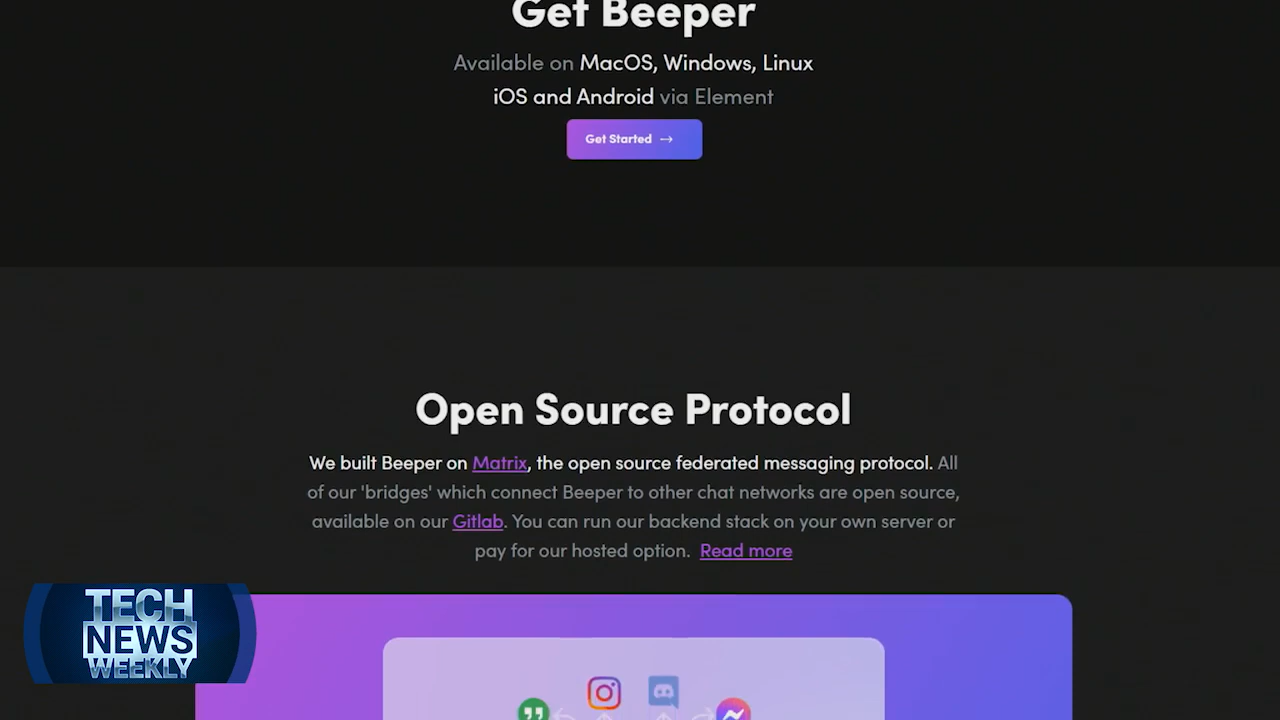 Get Beeper
Available on MacOS, Windows, Linux
iOS and Android via Element
Get Started →
Open Source Protocol
We built Beeper on Matrix, the open source federated messaging protocol. All
of our 'bridges' which connect Beeper to other chat networks are open source,
available on our Gitlab. You can run our backend stack on your own server or
pay for our hosted option. Read more
TECH
NEWS
WEEKLY